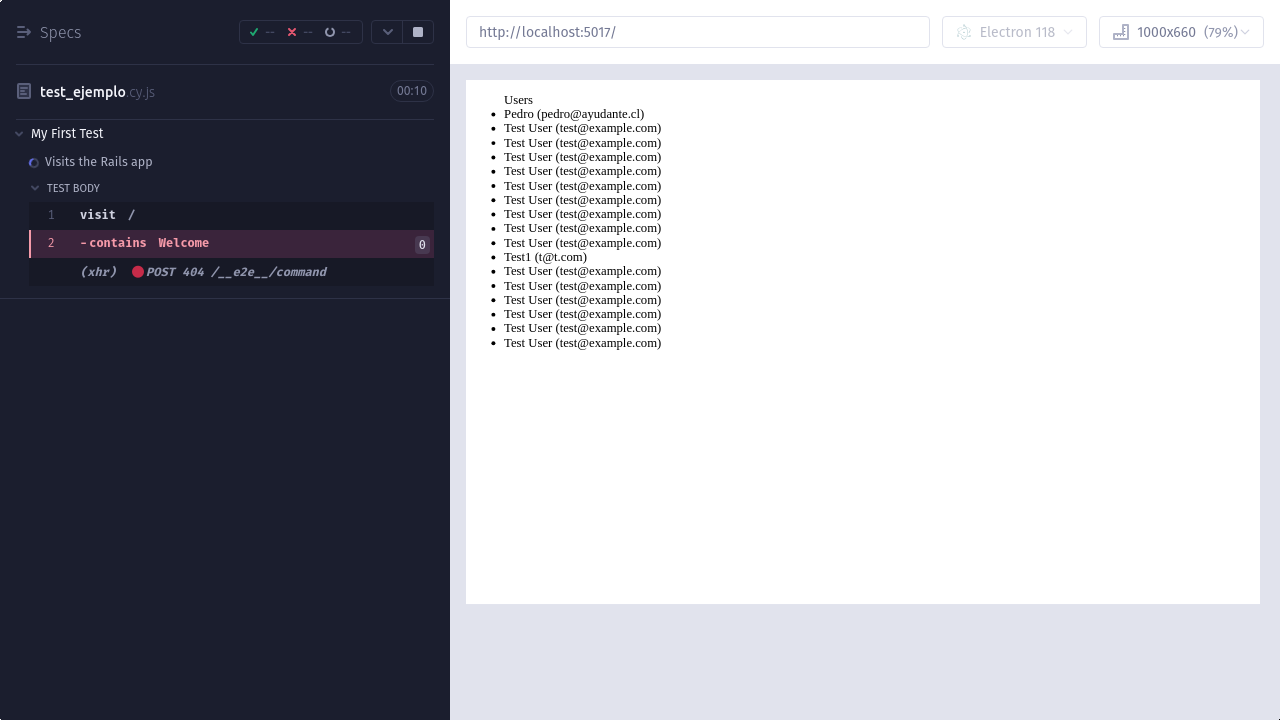 Specs
-- -- --
test_ejemplo.cy.js 00:10
My First Test
Visits the Rails app
TEST BODY
1 visit /
2 -contains Welcome 0
(xhr) POST 404 /__e2e__/command
http://localhost:5017/
Electron 118
1000x660 (79%)
Users
Pedro (pedro@ayudante.cl)
Test User (test@example.com)
Test User (test@example.com)
Test User (test@example.com)
Test User (test@example.com)
Test User (test@example.com)
Test User (test@example.com)
Test User (test@example.com)
Test User (test@example.com)
Test User (test@example.com)
Test1 (t@t.com)
Test User (test@example.com)
Test User (test@example.com)
Test User (test@example.com)
Test User (test@example.com)
Test User (test@example.com)
Test User (test@example.com)